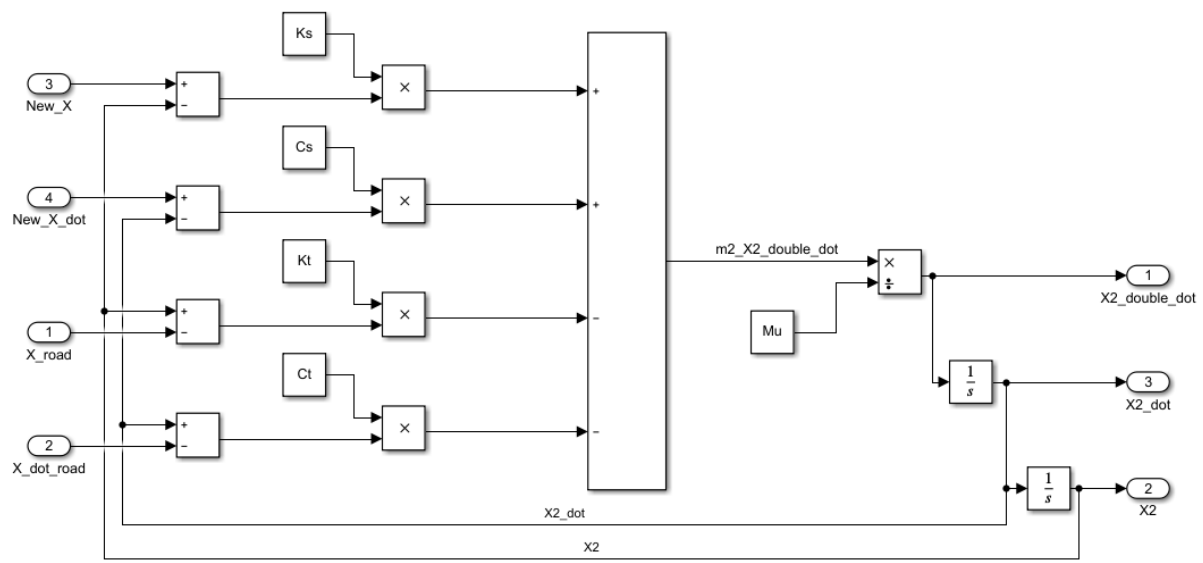 Ks
3
+
−
New_X
×
+
Cs
4
+
−
New_X_dot
×
+
m2_X2_double_dot
Kt
×
÷
1
X2_double_dot
+
−
×
−
1
X_road
Mu
Ct
1
s
3
X2_dot
+
−
×
−
2
X_dot_road
1
s
2
X2
X2_dot
X2